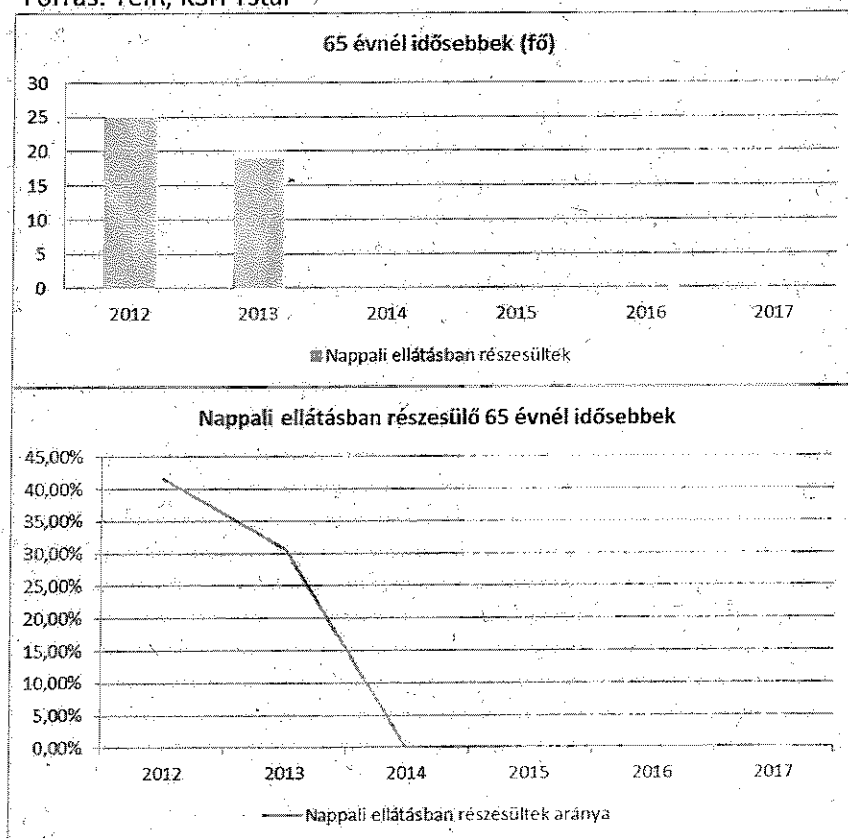 65 évnél idősebbek (fő)
30
25
20
15
10
5
0
2012 2013 2014 2015 2016 2017
Nappali ellátásban részesültek
Nappali ellátásban részesülő 65 évnél idősebbek
45,00%
40,00%
35,00%
30,00%
25,00%
20,00%
15,00%
10,00%
5,00%
0,00%
2012 2013 2014 2015 2016 2017
Nappali ellátásban részesültek aránya